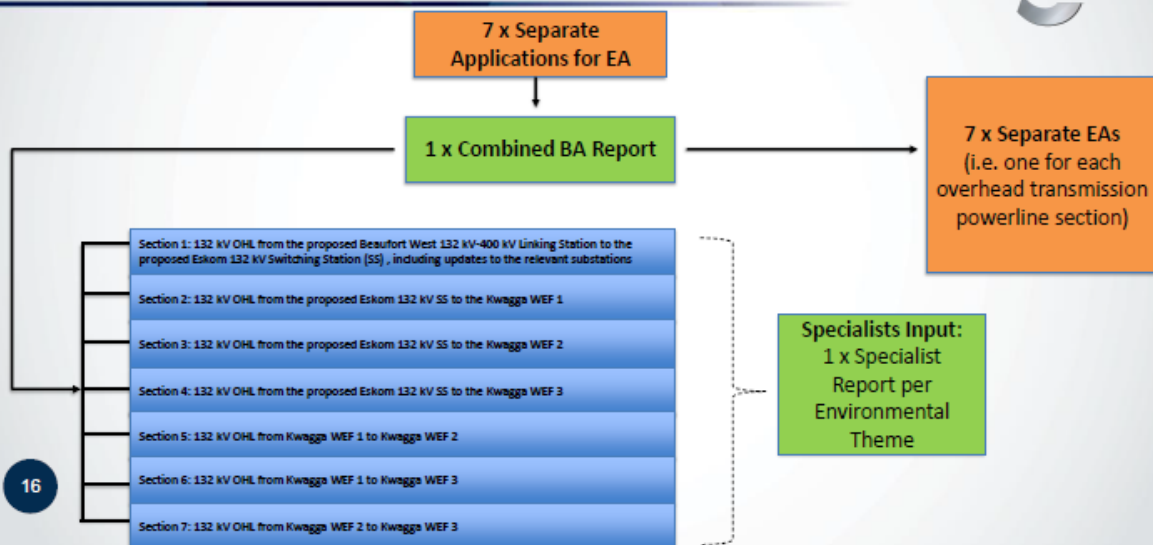 7 x Separate
Applications for EA
1 x Combined BA Report
7 x Separate EAs
(i.e. one for each
overhead transmission
powerline section)
Section 1: 132 kV OHL from the proposed Beaufort West 132 kV-400 kV Linking Station to the
proposed Eskom 132 kV Switching Station (SS) , including updates to the relevant substations
Section 2: 132 kV OHL from the proposed Eskom 132 kV SS to the Kwagga WEF 1
Section 3: 132 kV OHL from the proposed Eskom 132 kV SS to the Kwagga WEF 2
Section 4: 132 kV OHL from the proposed Eskom 132 kV SS to the Kwagga WEF 3
Section 5: 132 kV OHL from Kwagga WEF 1 to Kwagga WEF 2
Section 6: 132 kV OHL from Kwagga WEF 1 to Kwagga WEF 3
Section 7: 132 kV OHL from Kwagga WEF 2 to Kwagga WEF 3
Specialists Input:
1 x Specialist
Report per
Environmental
Theme
16